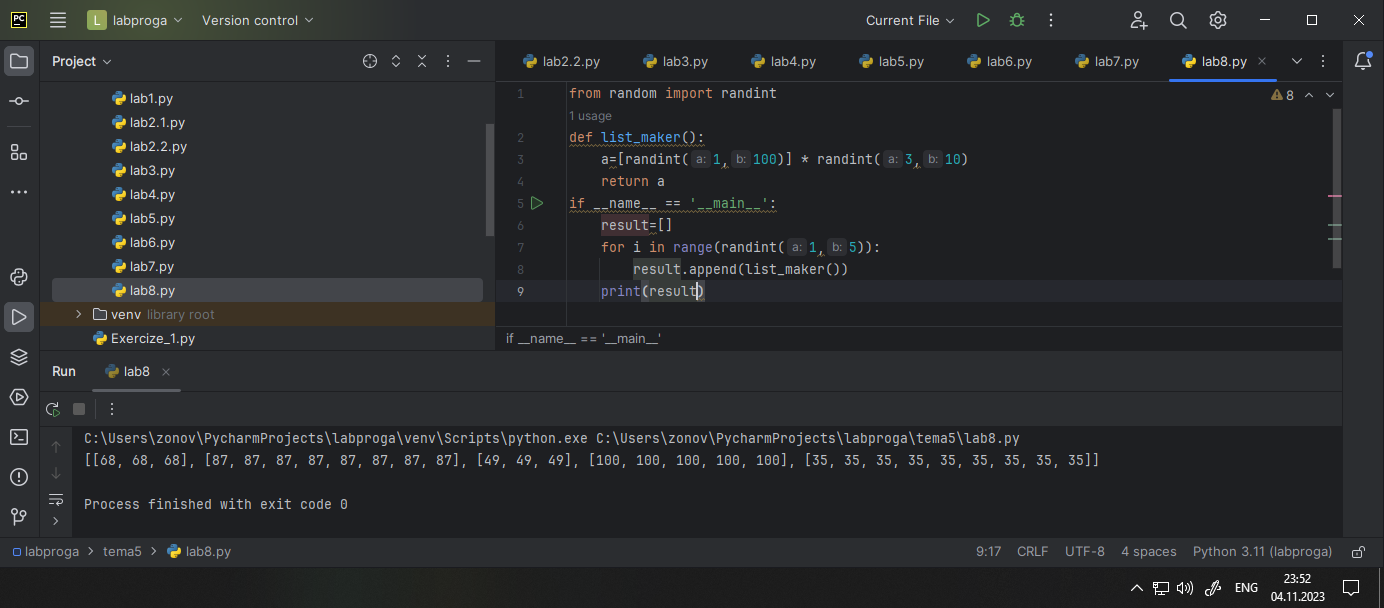 PC L labproga Version control Current File
Project
lab2.2.py lab3.py lab4.py lab5.py lab6.py lab7.py lab8.py
lab1.py
lab2.1.py
lab2.2.py
lab3.py
lab4.py
lab5.py
lab6.py
lab7.py
lab8.py
venv library root
Exercize_1.py
8
1 from random import randint
1 usage
2 def list_maker():
3 a=[randint( a: 1, b: 100)] * randint( a: 3, b: 10)
4 return a
5 if __name__ == '__main__':
6 result=[]
7 for i in range(randint( a: 1, b: 5)):
8 result.append(list_maker())
9 print(result)
if __name__ == '__main__'
Run lab8
C:\Users\zonov\PycharmProjects\labproga\venv\Scripts\python.exe C:\Users\zonov\PycharmProjects\labproga\tema5\lab8.py
[[68, 68, 68], [87, 87, 87, 87, 87, 87, 87, 87], [49, 49, 49], [100, 100, 100, 100, 100], [35, 35, 35, 35, 35, 35, 35, 35, 35]]
Process finished with exit code 0
labproga > tema5 > lab8.py 9:17 CRLF UTF-8 4 spaces Python 3.11 (labproga)
ENG 23:52
04.11.2023